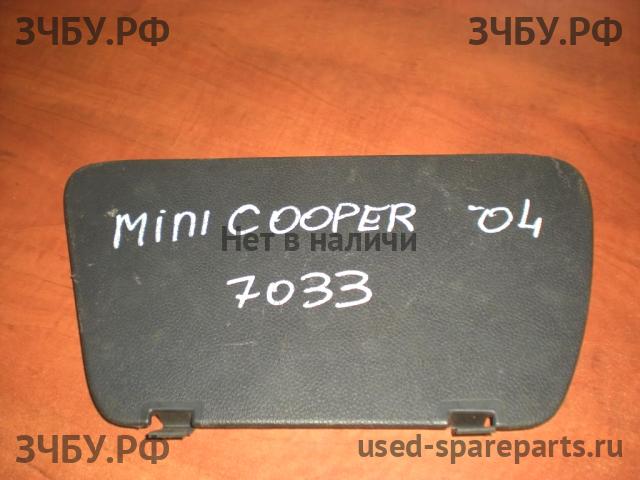 ЗЧБУ.РФ ЗЧБУ.РФ
MINI COOPER 04
Нет в наличи
7033
ЗЧБУ.РФ used-spareparts.ru